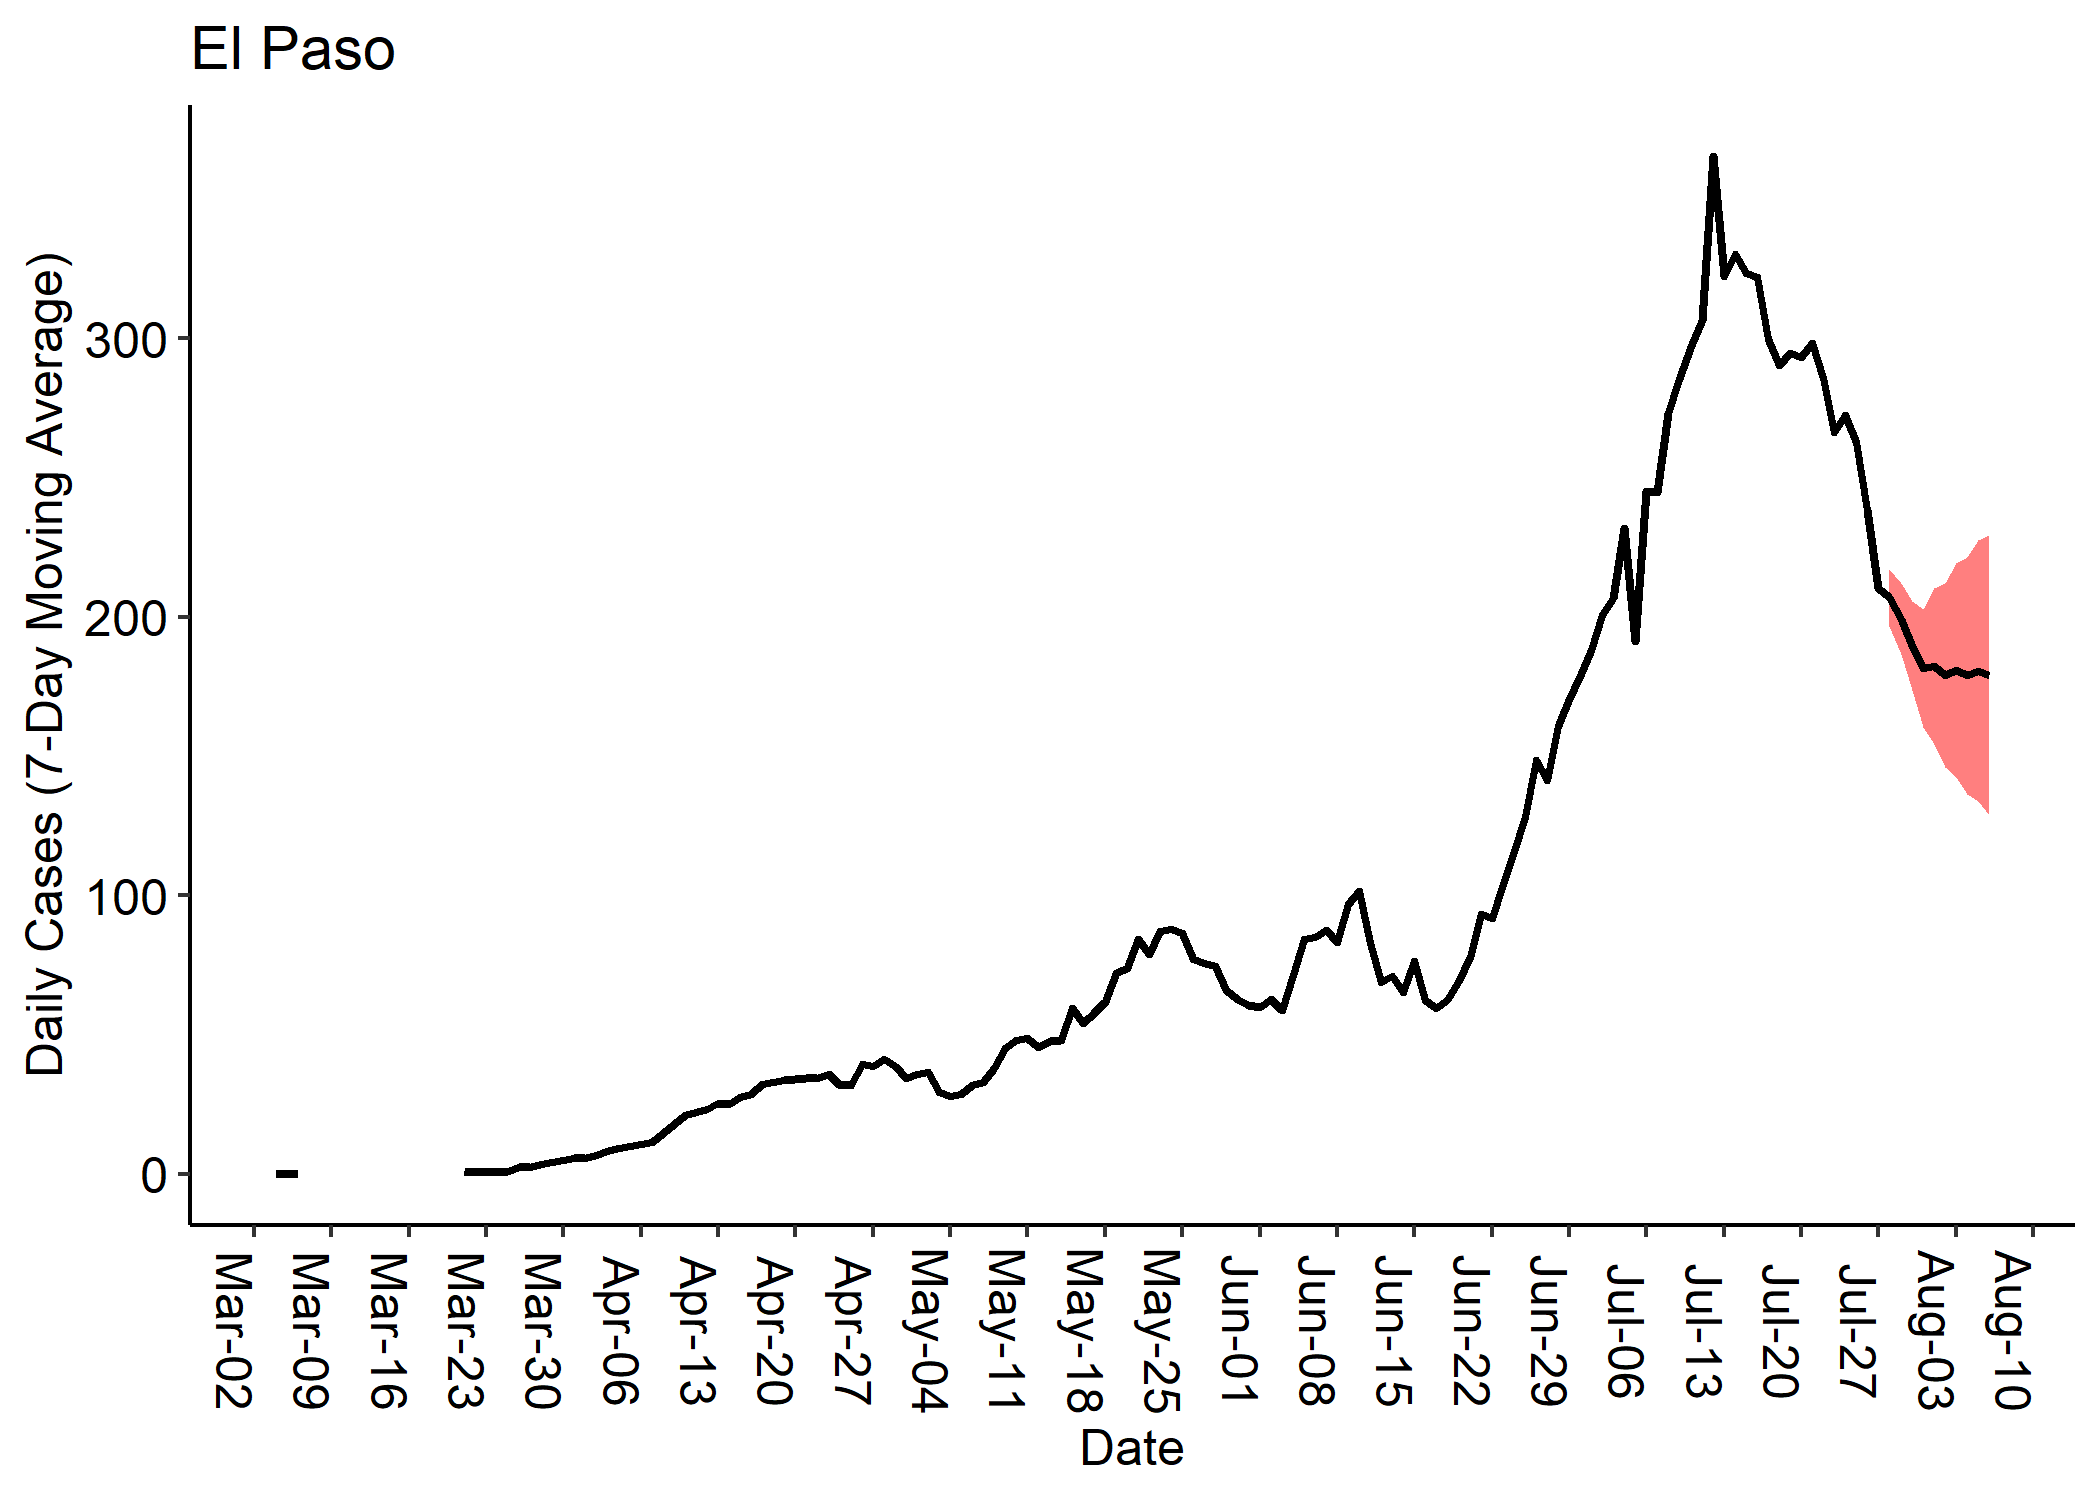 El Paso
Daily Cases (7-Day Moving Average)
300
200
100
0
Mar-02
Mar-09
Mar-16
Mar-23
Mar-30
Apr-06
Apr-13
Apr-20
Apr-27
May-04
May-11
May-18
May-25
Jun-01
Jun-08
Jun-15
Jun-22
Jun-29
Jul-06
Jul-13
Jul-20
Jul-27
Aug-03
Aug-10
Date